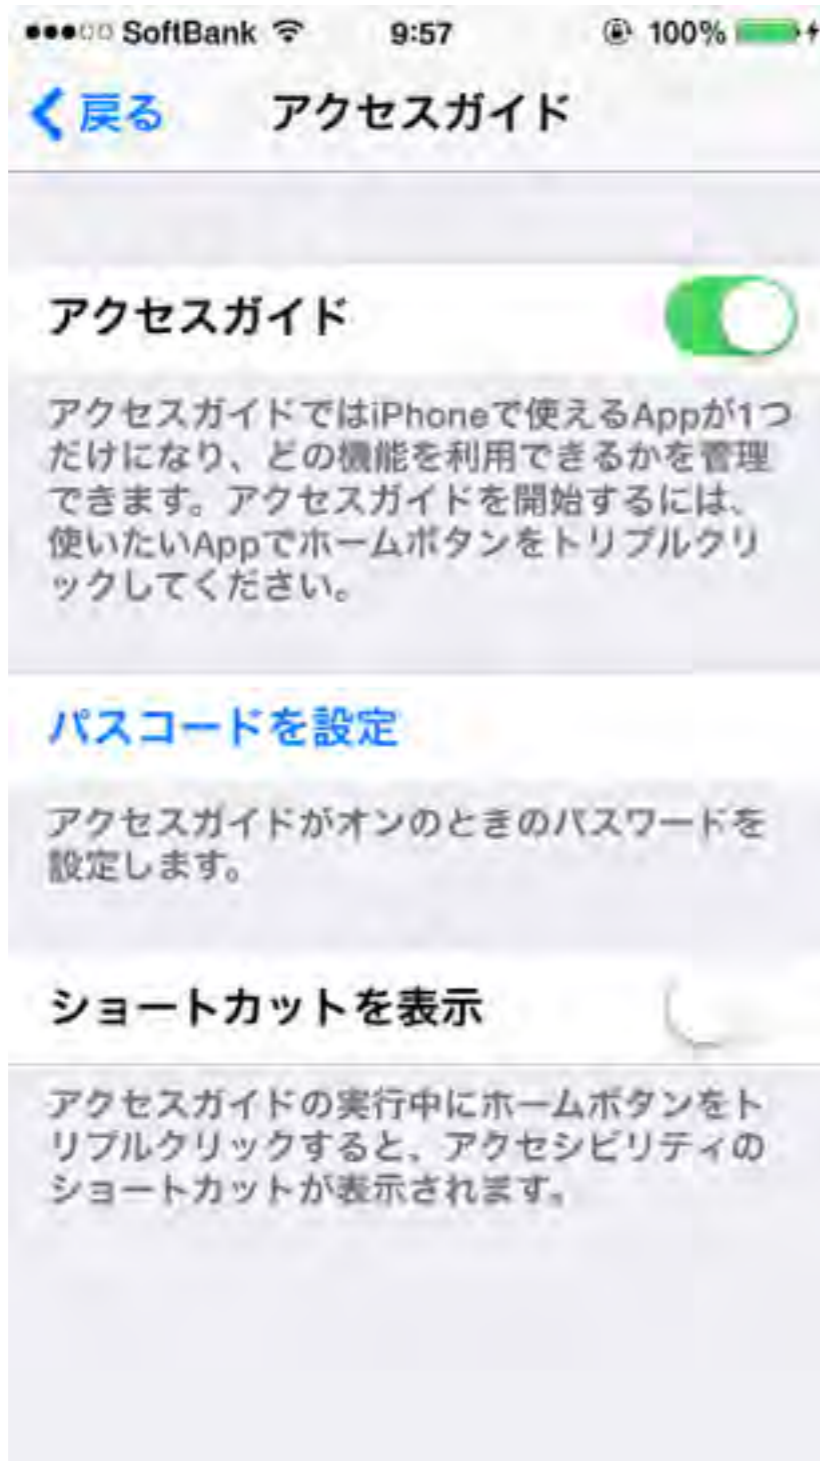 SoftBank 9:57 100%
戻る アクセスガイド
アクセスガイド
アクセスガイドではiPhoneで使えるAppが1つ
だけになり、どの機能を利用できるかを管理
できます。アクセスガイドを開始するには、
使いたいAppでホームボタンをトリプルクリ
ックしてください。
パスコードを設定
アクセスガイドがオンのときのパスワードを
設定します。
ショートカットを表示
アクセスガイドの実行中にホームボタンをト
リプルクリックすると、アクセシビリティの
ショートカットが表示されます。